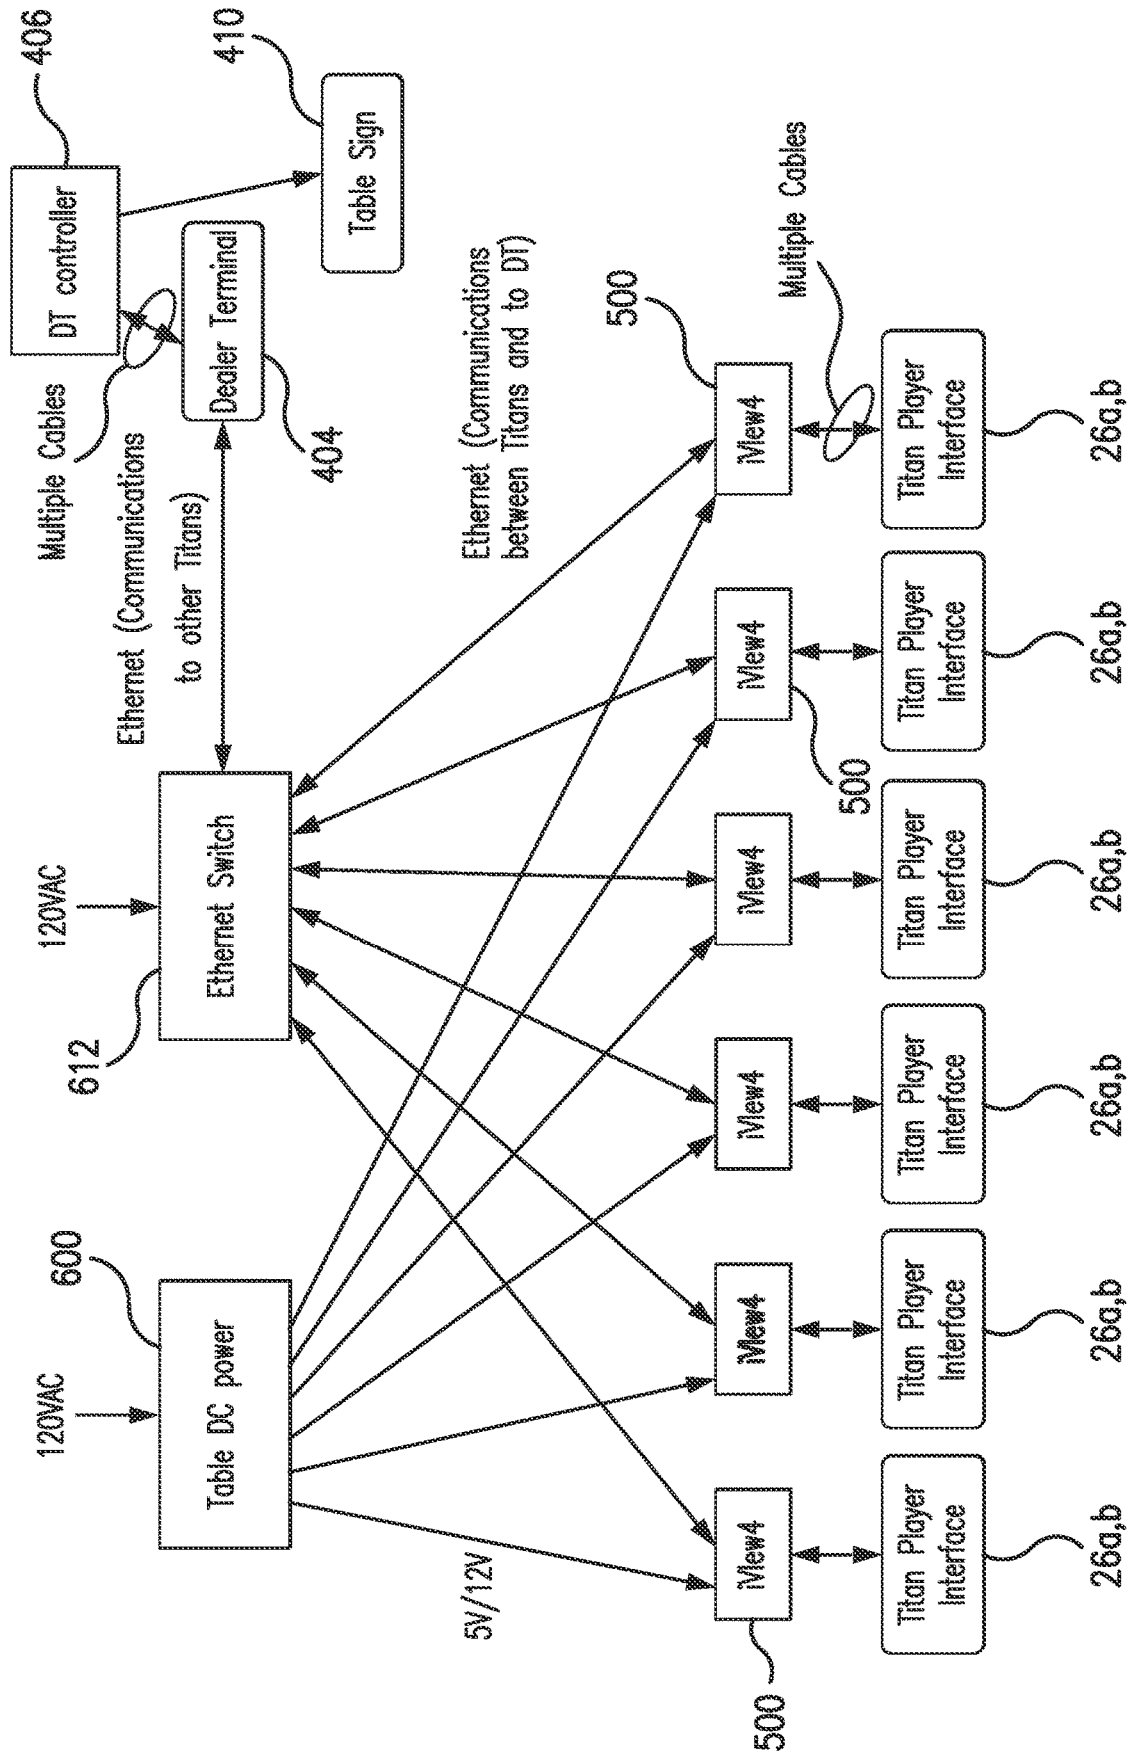 406
410
DT controller
Table Sign
Multiple Cables
Dealer Terminal
404
Ethernet (Communications
to other Titans)
Ethernet (Communications
between Titans and to DT)
120VAC
612
Ethernet Switch
120VAC
600
Table DC power
5V/12V
500
iView4
iView4
iView4
iView4
iView4
iView4
500
500
Multiple Cables
Titan Player
Interface
Titan Player
Interface
Titan Player
Interface
Titan Player
Interface
Titan Player
Interface
Titan Player
Interface
26a,b
26a,b
26a,b
26a,b
26a,b
26a,b